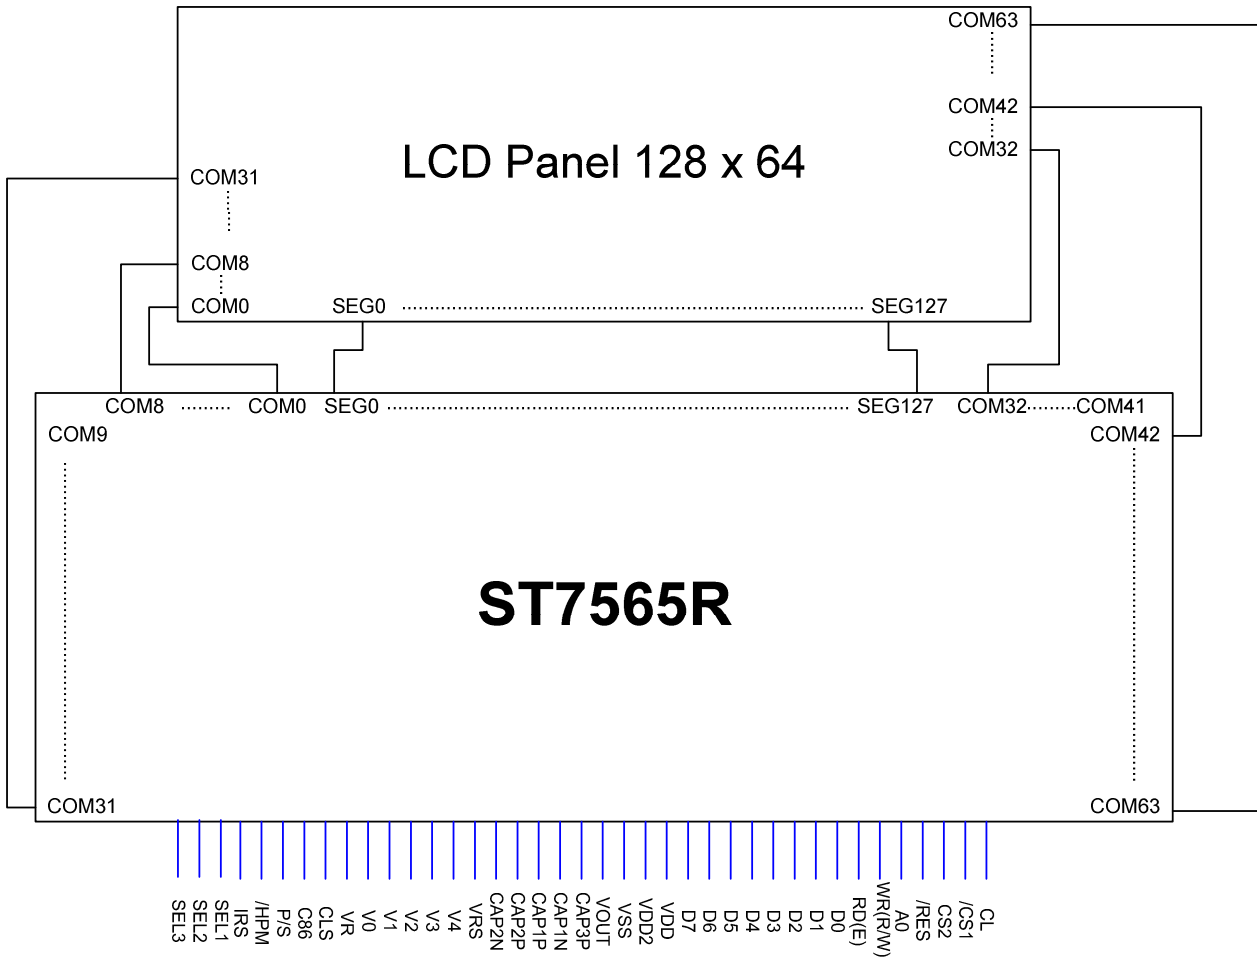 COM63
COM42
COM32
LCD Panel 128 x 64
COM31
COM8
COM0
SEG0
SEG127
COM8
COM0
SEG0
SEG127
COM32
COM41
COM9
COM42
ST7565R
COM31
COM63
SEL3
SEL2
SEL1
IRS
/HPM
P/S
C86
CLS
VR
V0
V1
V2
V3
V4
VRS
CAP2N
CAP2P
CAP1P
CAP1N
CAP3P
VOUT
VSS
VDD2
VDD
D7
D6
D5
D4
D3
D2
D1
D0
RD(E)
WR(R/W)
A0
/RES
CS2
/CS1
CL